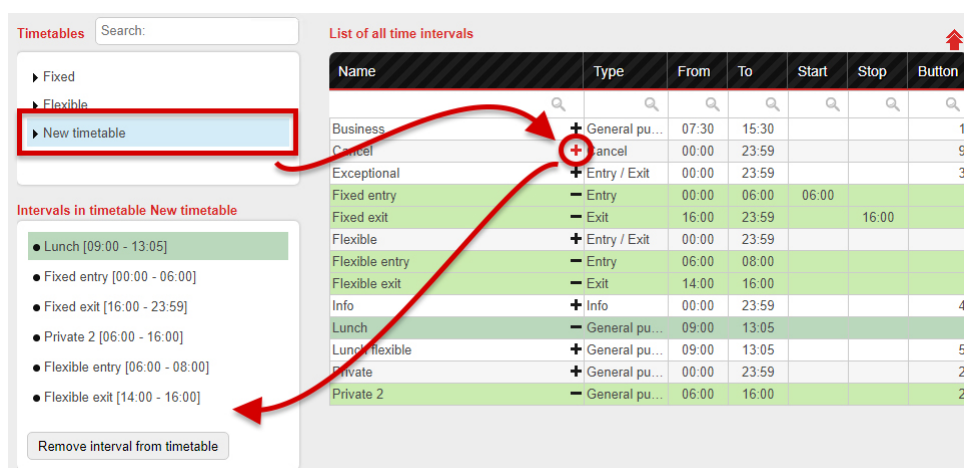 Timetables Search:
Fixed
Flexible
New timetable
Intervals in timetable New timetable
Lunch [09:00 - 13:05]
Fixed entry [00:00 - 06:00]
Fixed exit [16:00 - 23:59]
Private 2 [06:00 - 16:00]
Flexible entry [06:00 - 08:00]
Flexible exit [14:00 - 16:00]
Remove interval from timetable
List of all time intervals
Name Type From To Start Stop Button
Business + General pu... 07:30 15:30 1
Cancel + Cancel 00:00 23:59 9
Exceptional + Entry / Exit 00:00 23:59 3
Fixed entry − Entry 00:00 06:00 06:00
Fixed exit − Exit 16:00 23:59 16:00
Flexible + Entry / Exit 00:00 23:59
Flexible entry − Entry 06:00 08:00
Flexible exit − Exit 14:00 16:00
Info + Info 00:00 23:59 4
Lunch − General pu... 09:00 13:05
Lunch flexible + General pu... 09:00 13:05 5
Private + General pu... 00:00 23:59 2
Private 2 − General pu... 06:00 16:00 2